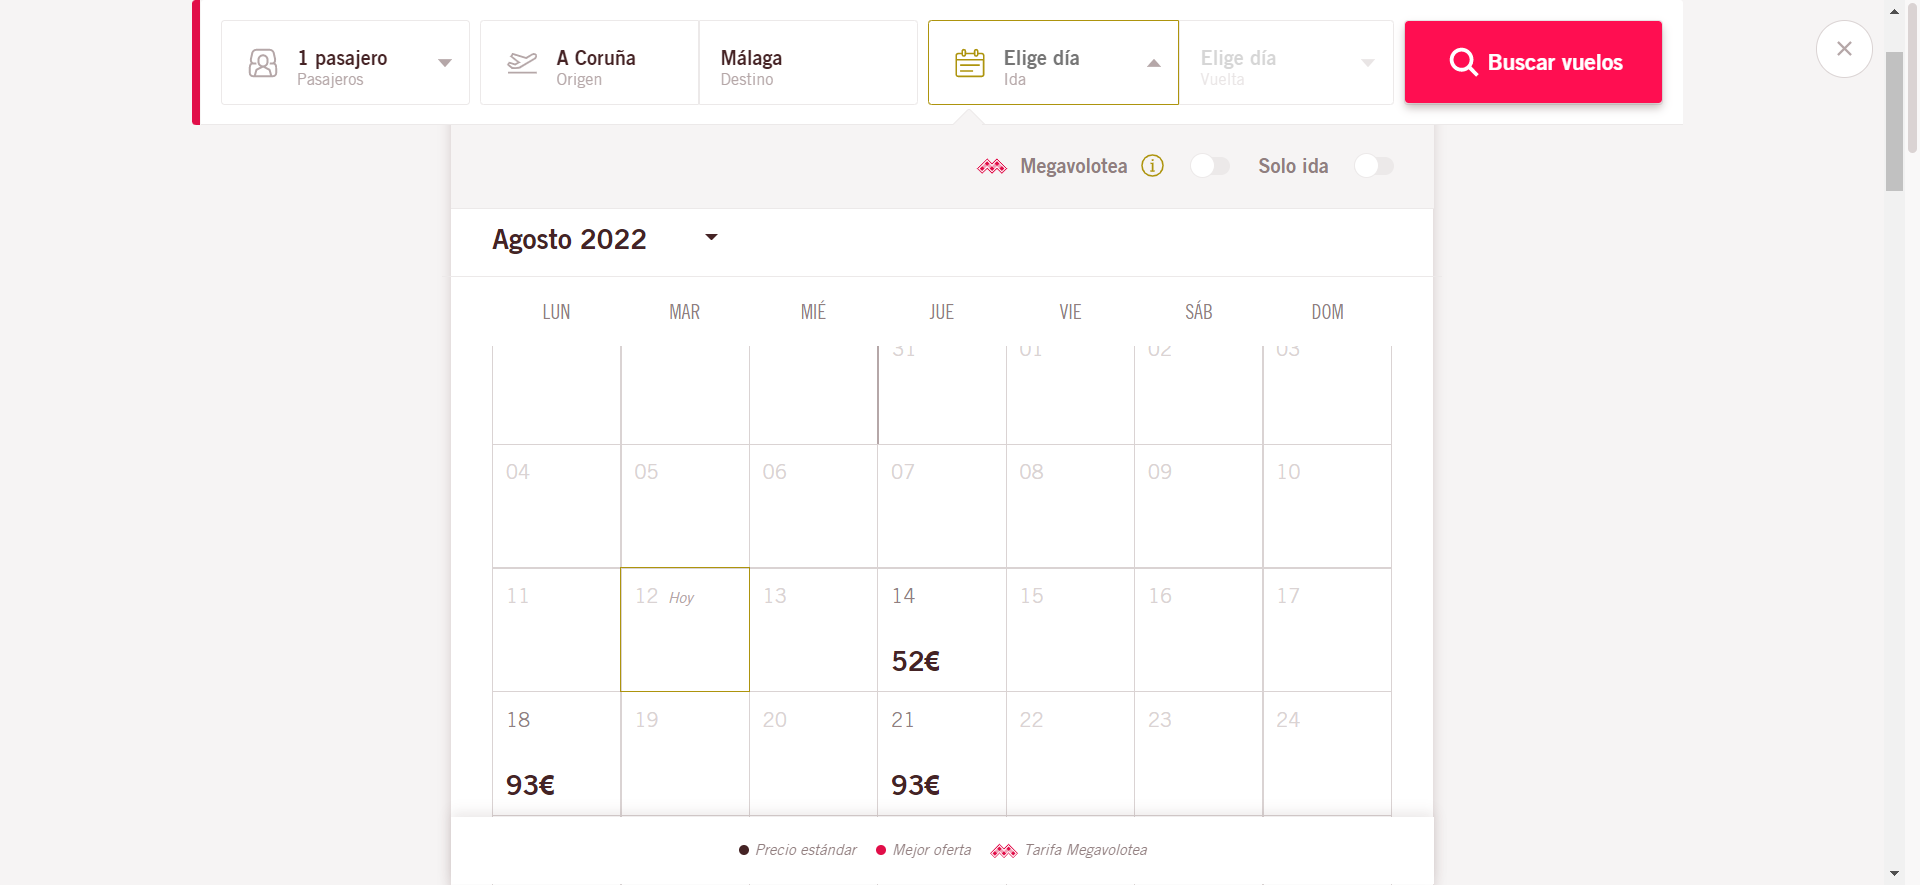 1 pasajero
Pasajeros
A Coruña
Origen
Málaga
Destino
Elige día
Ida
Elige día
Vuelta
Buscar vuelos
Megavolotea
Solo ida
Agosto 2022
LUN MAR MIÉ JUE VIE SÁB DOM
31 01 02 03
04 05 06 07 08 09 10
11 12 Hoy 13 14 15 16 17
52€
18 19 20 21 22 23 24
93€ 93€
Precio estándar Mejor oferta Tarifa Megavolotea